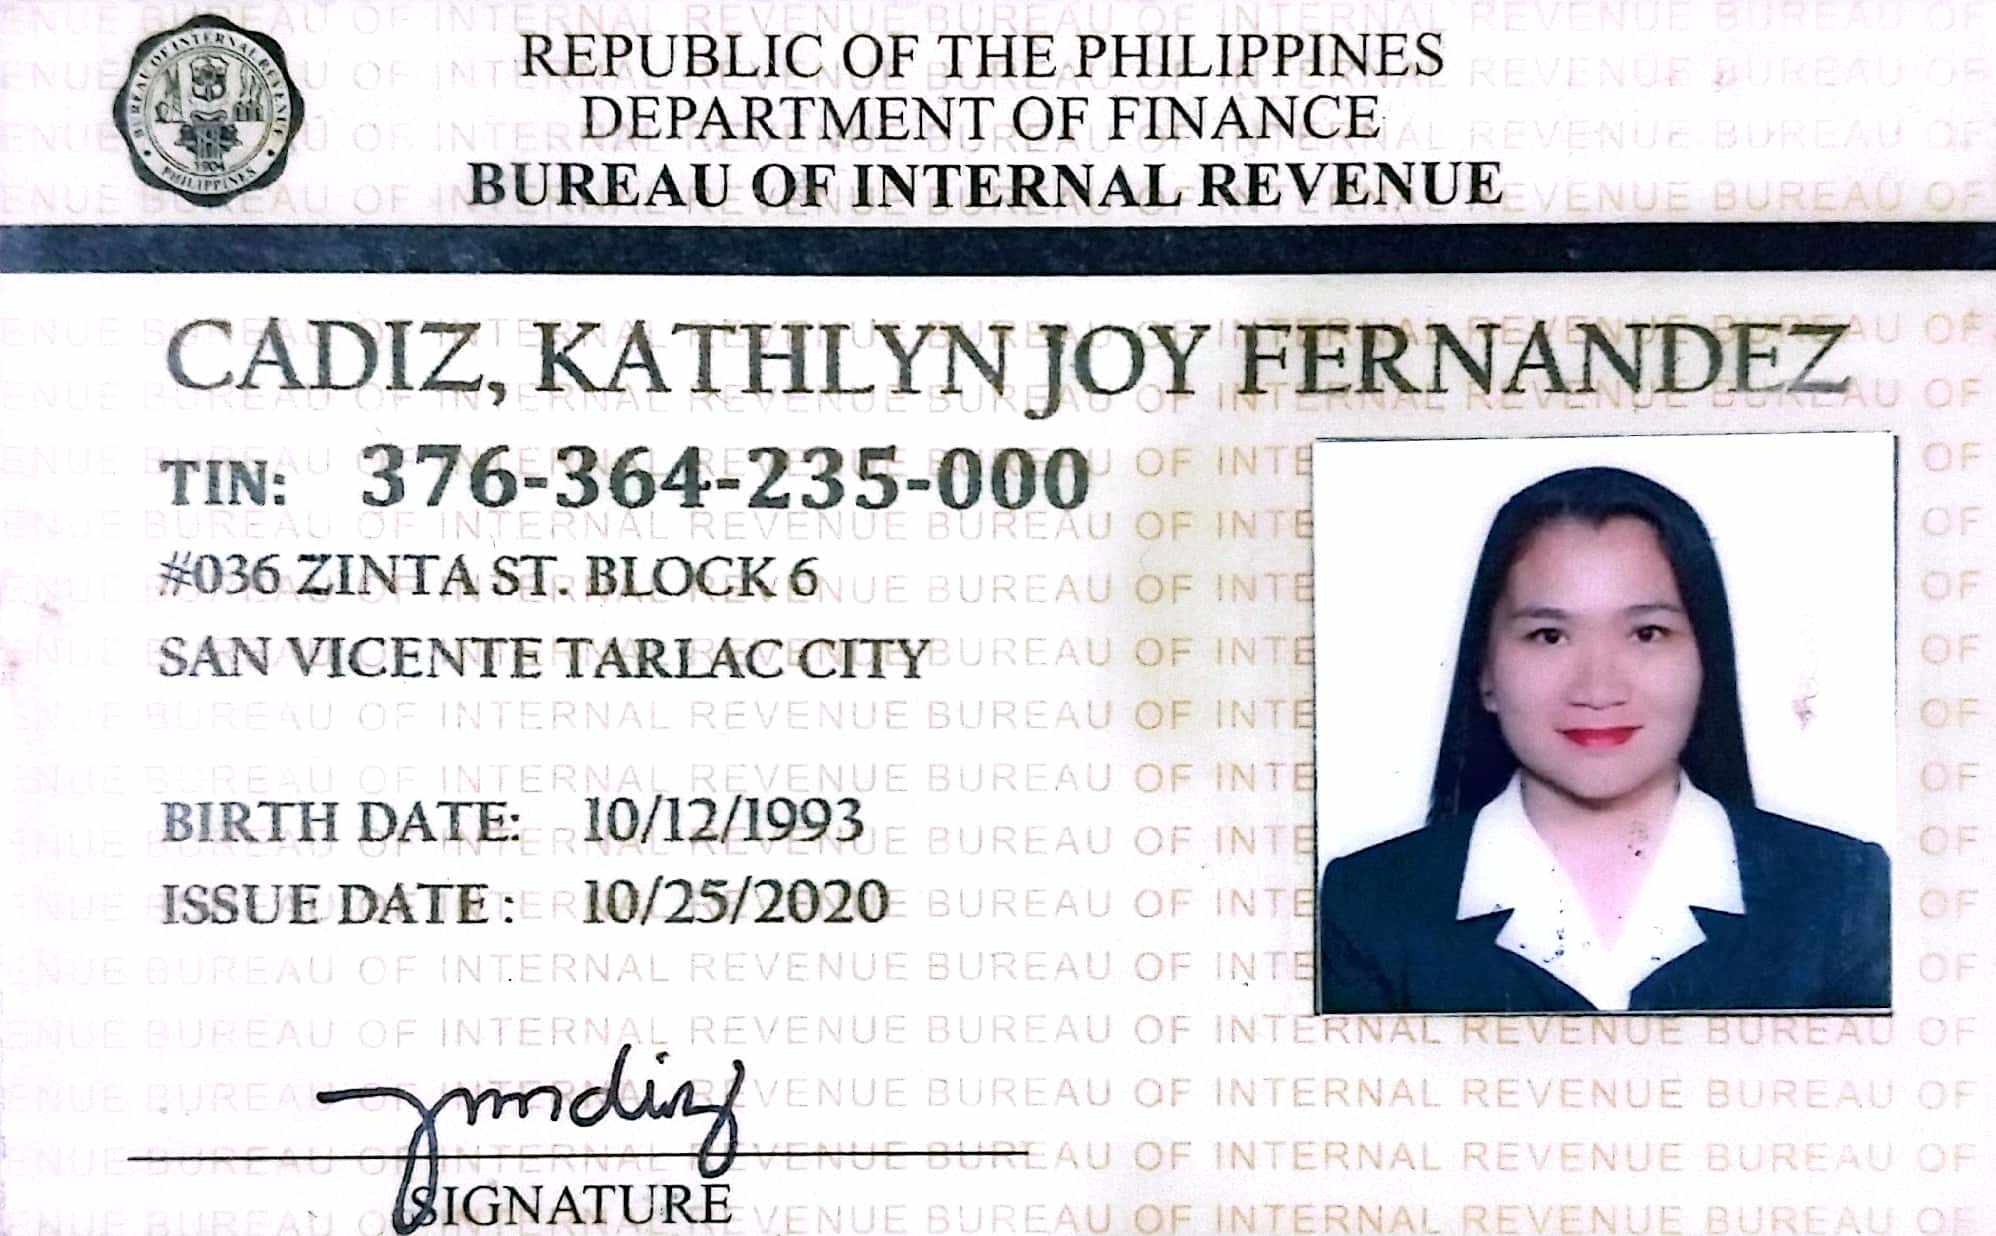 REPUBLIC OF THE PHILIPPINES
DEPARTMENT OF FINANCE
BUREAU OF INTERNAL REVENUE
BUREAU OF INTERNAL REVENUE
1904
PHILIPPINES
CADIZ, KATHLYN JOY FERNANDEZ
TIN: 376-364-235-000
#036 ZINTA ST. BLOCK 6
SAN VICENTE TARLAC CITY
BIRTH DATE: 10/12/1993
ISSUE DATE : 10/25/2020
SIGNATURE